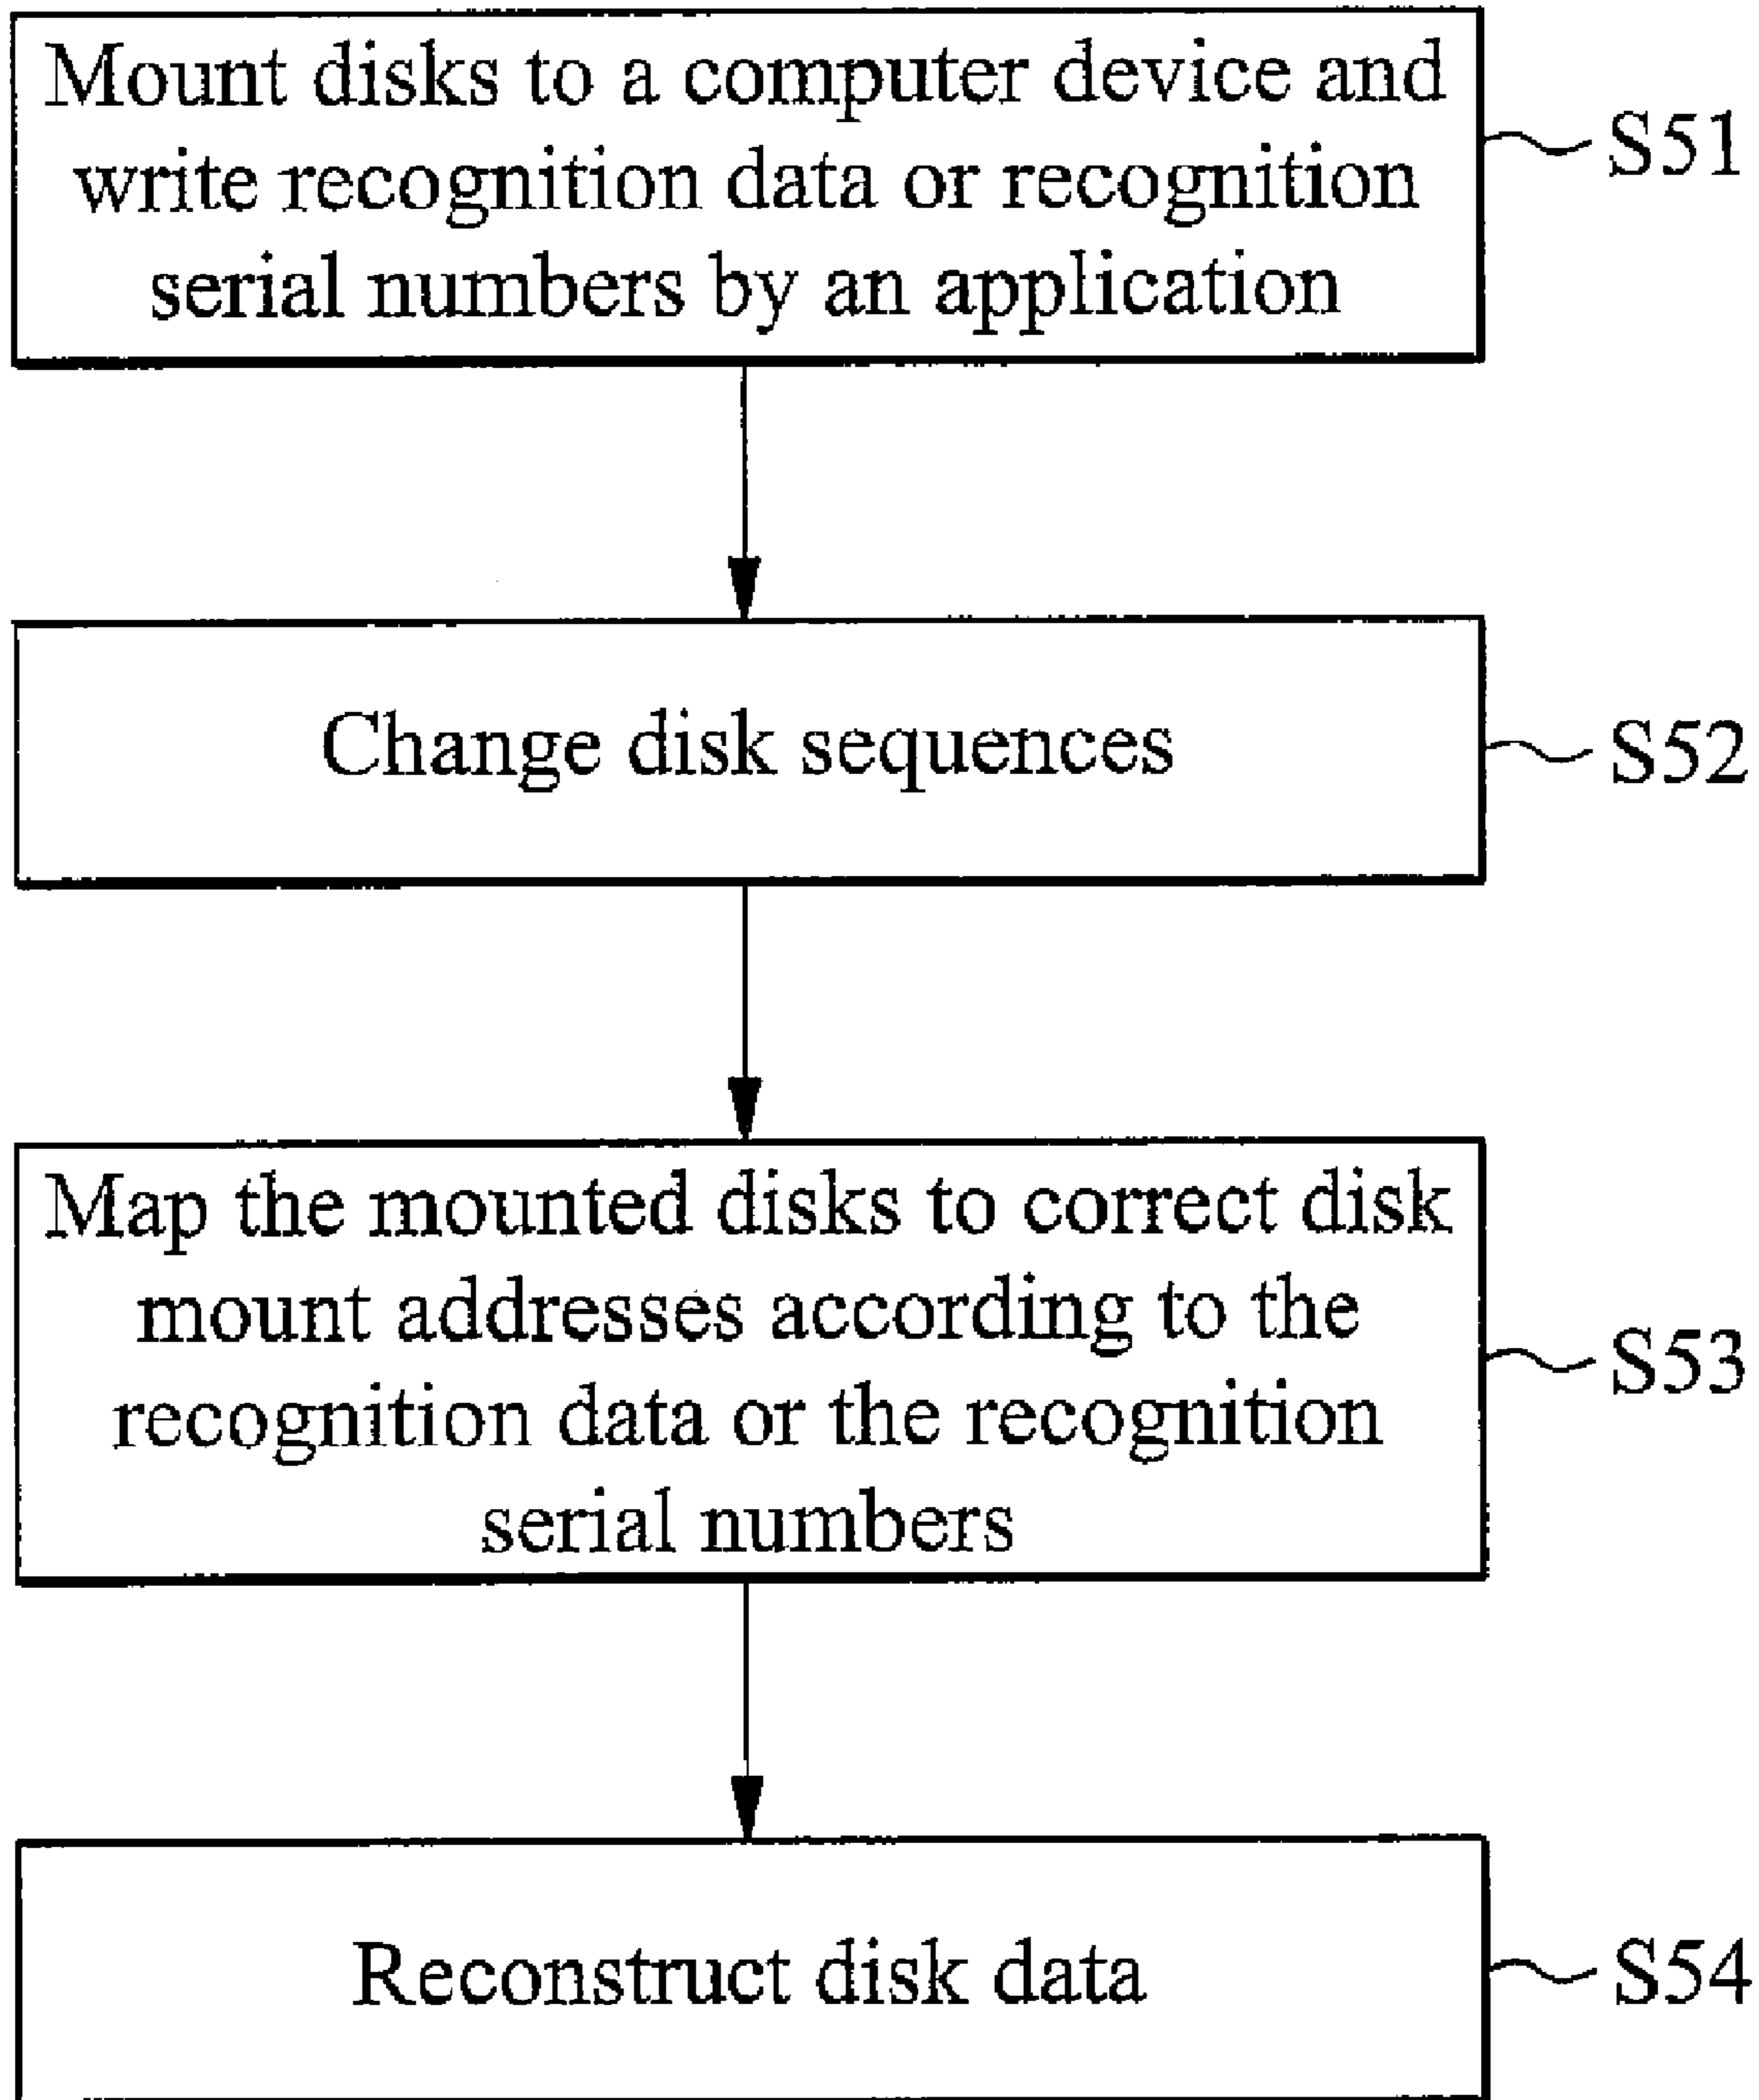 Mount disks to a computer device and
write recognition data or recognition
serial numbers by an application
S51
Change disk sequences
S52
Map the mounted disks to correct disk
mount addresses according to the
recognition data or the recognition
serial numbers
S53
Reconstruct disk data
S54